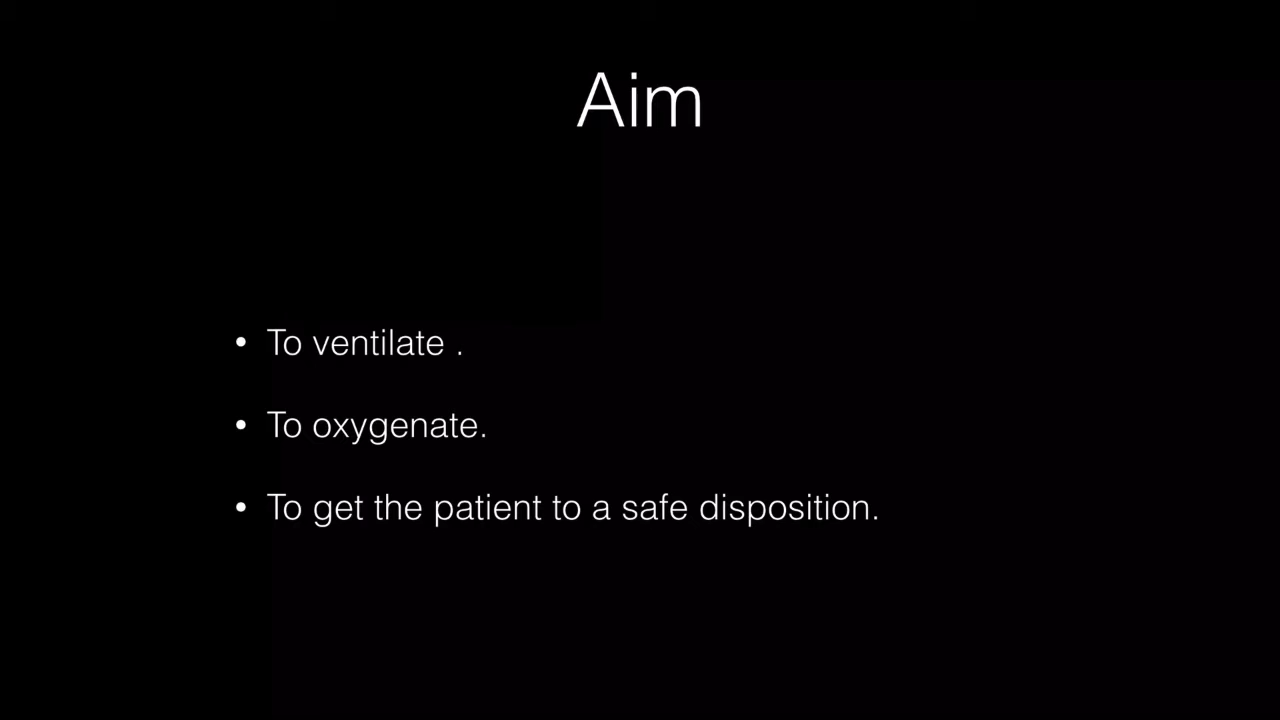 Aim
• To ventilate .
• To oxygenate.
• To get the patient to a safe disposition.